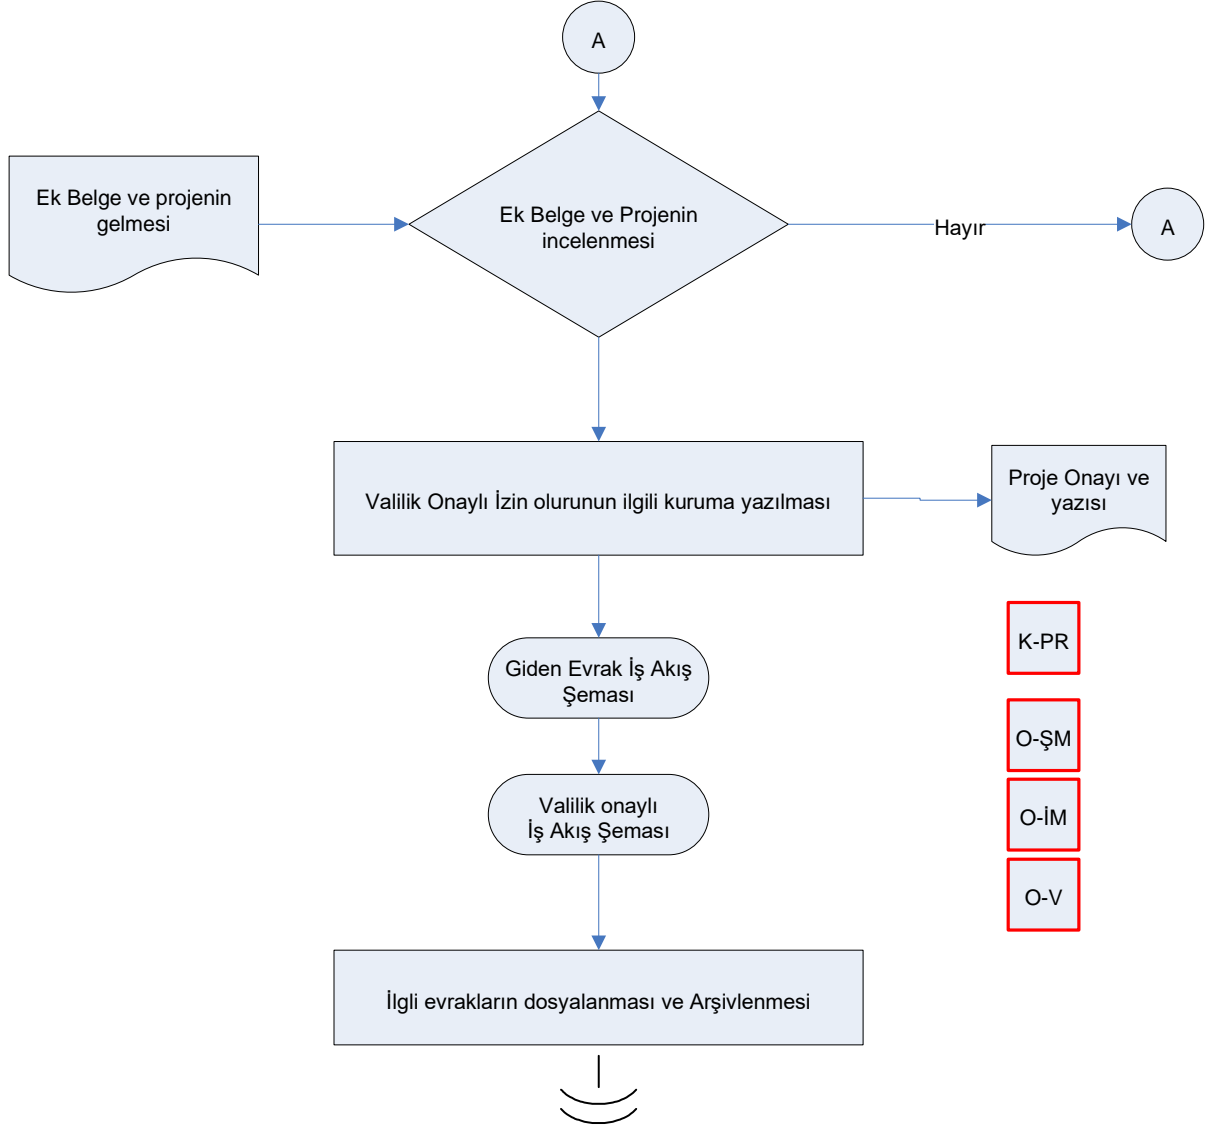 A
Ek Belge ve projenin
gelmesi
Ek Belge ve Projenin
incelenmesi
Hayır
A
Valilik Onaylı İzin olurunun ilgili kuruma yazılması
Proje Onayı ve
yazısı
K-PR
Giden Evrak İş Akış
Şeması
O-ŞM
Valilik onaylı
İş Akış Şeması
O-İM
O-V
İlgli evrakların dosyalanması ve Arşivlenmesi